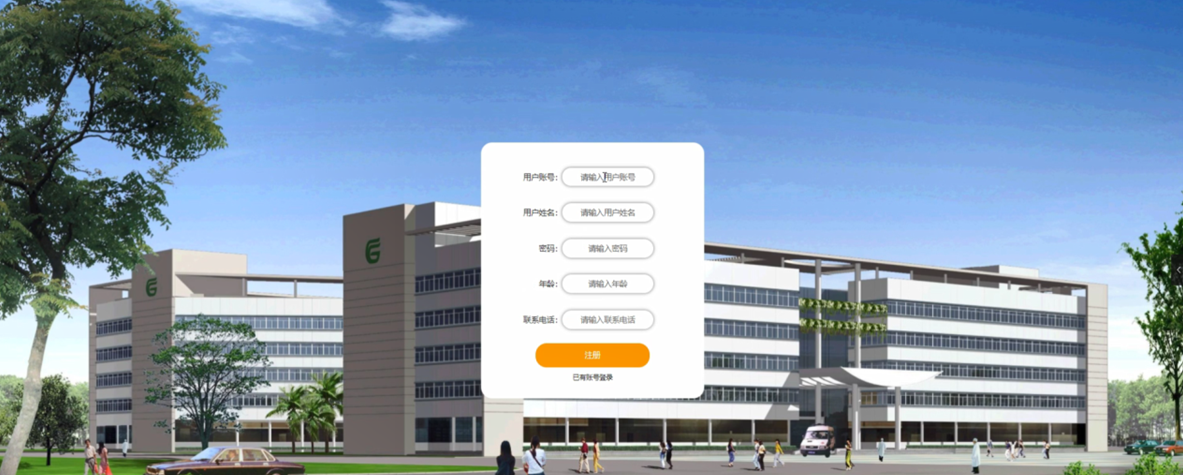 用户账号： 请输入用户账号
用户姓名： 请输入用户姓名
密码： 请输入密码
年龄： 请输入年龄
联系电话： 请输入联系电话
注册
已有账号登录